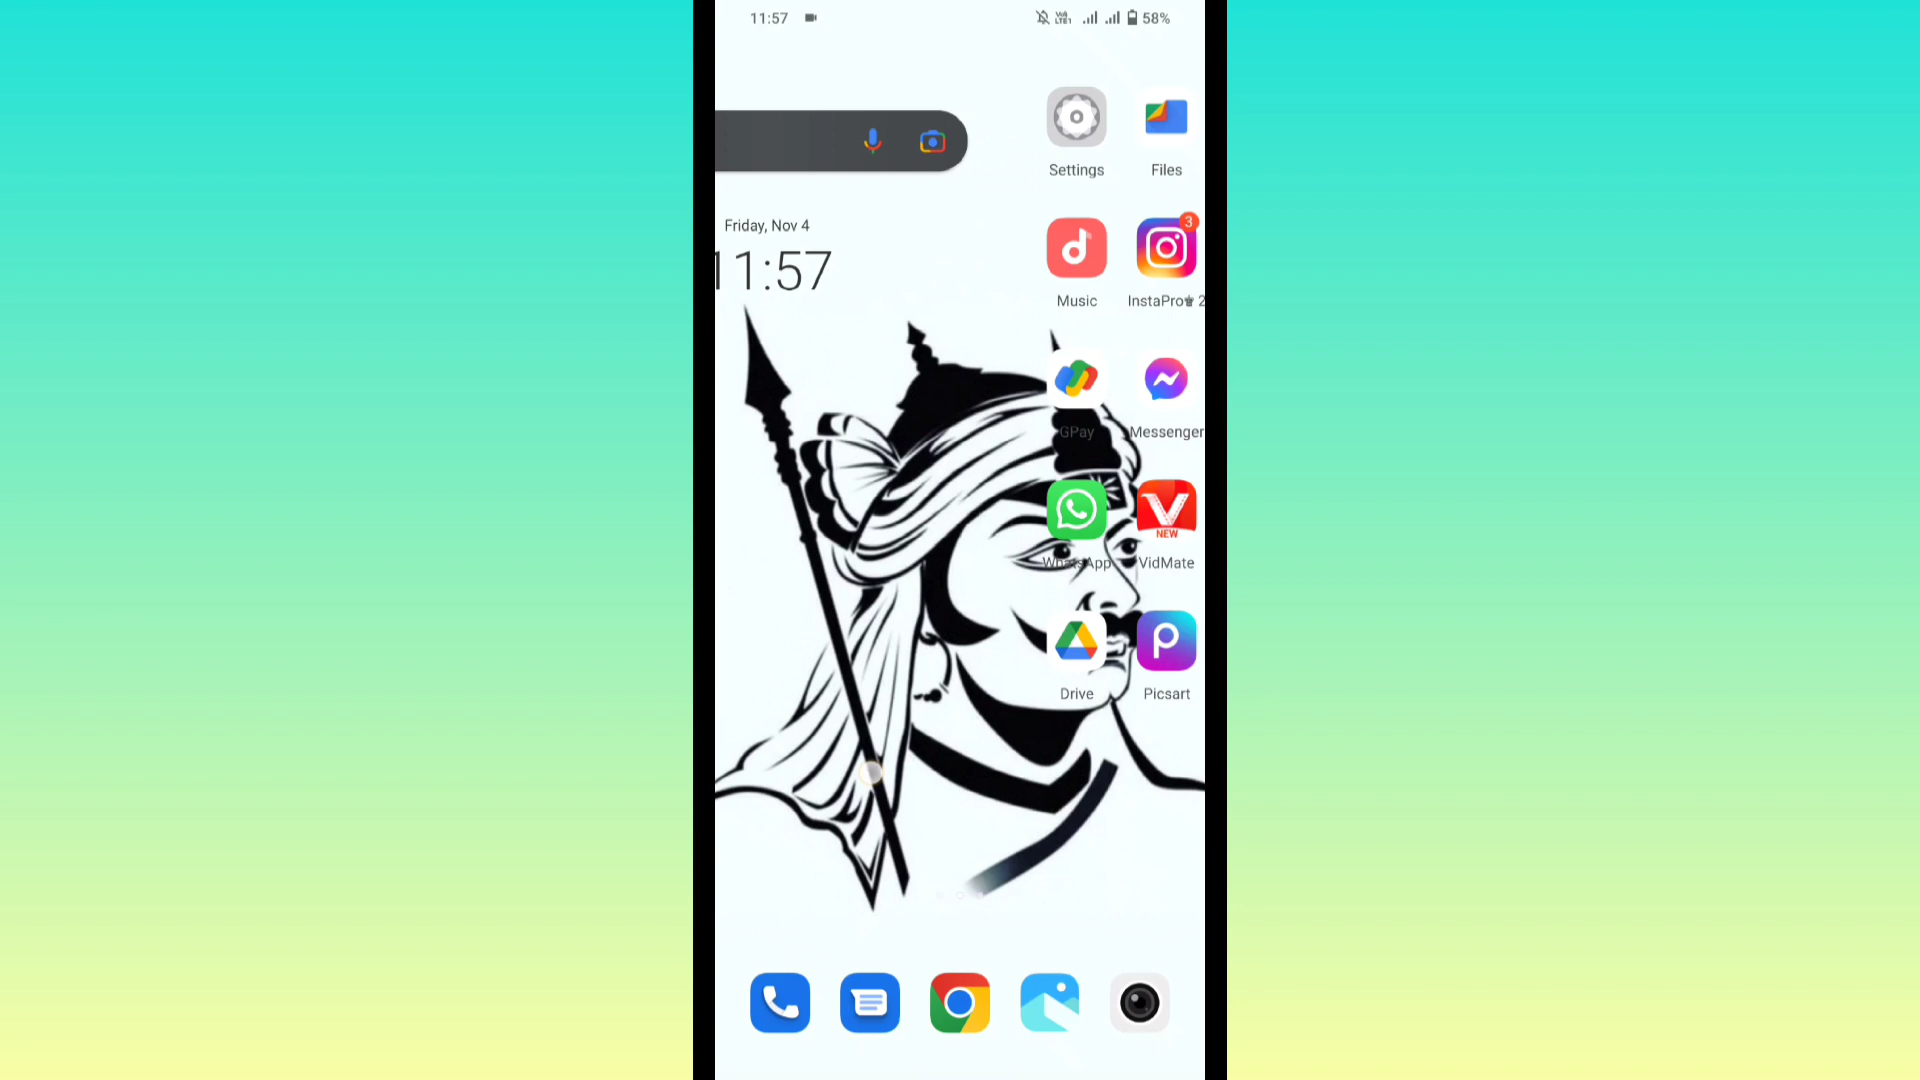 11:57 58%
Settings Files
Friday, Nov 4
11:57
3
Music InstaPro 2
GPay Messenger
NEW
WhatsApp VidMate
Drive Picsart